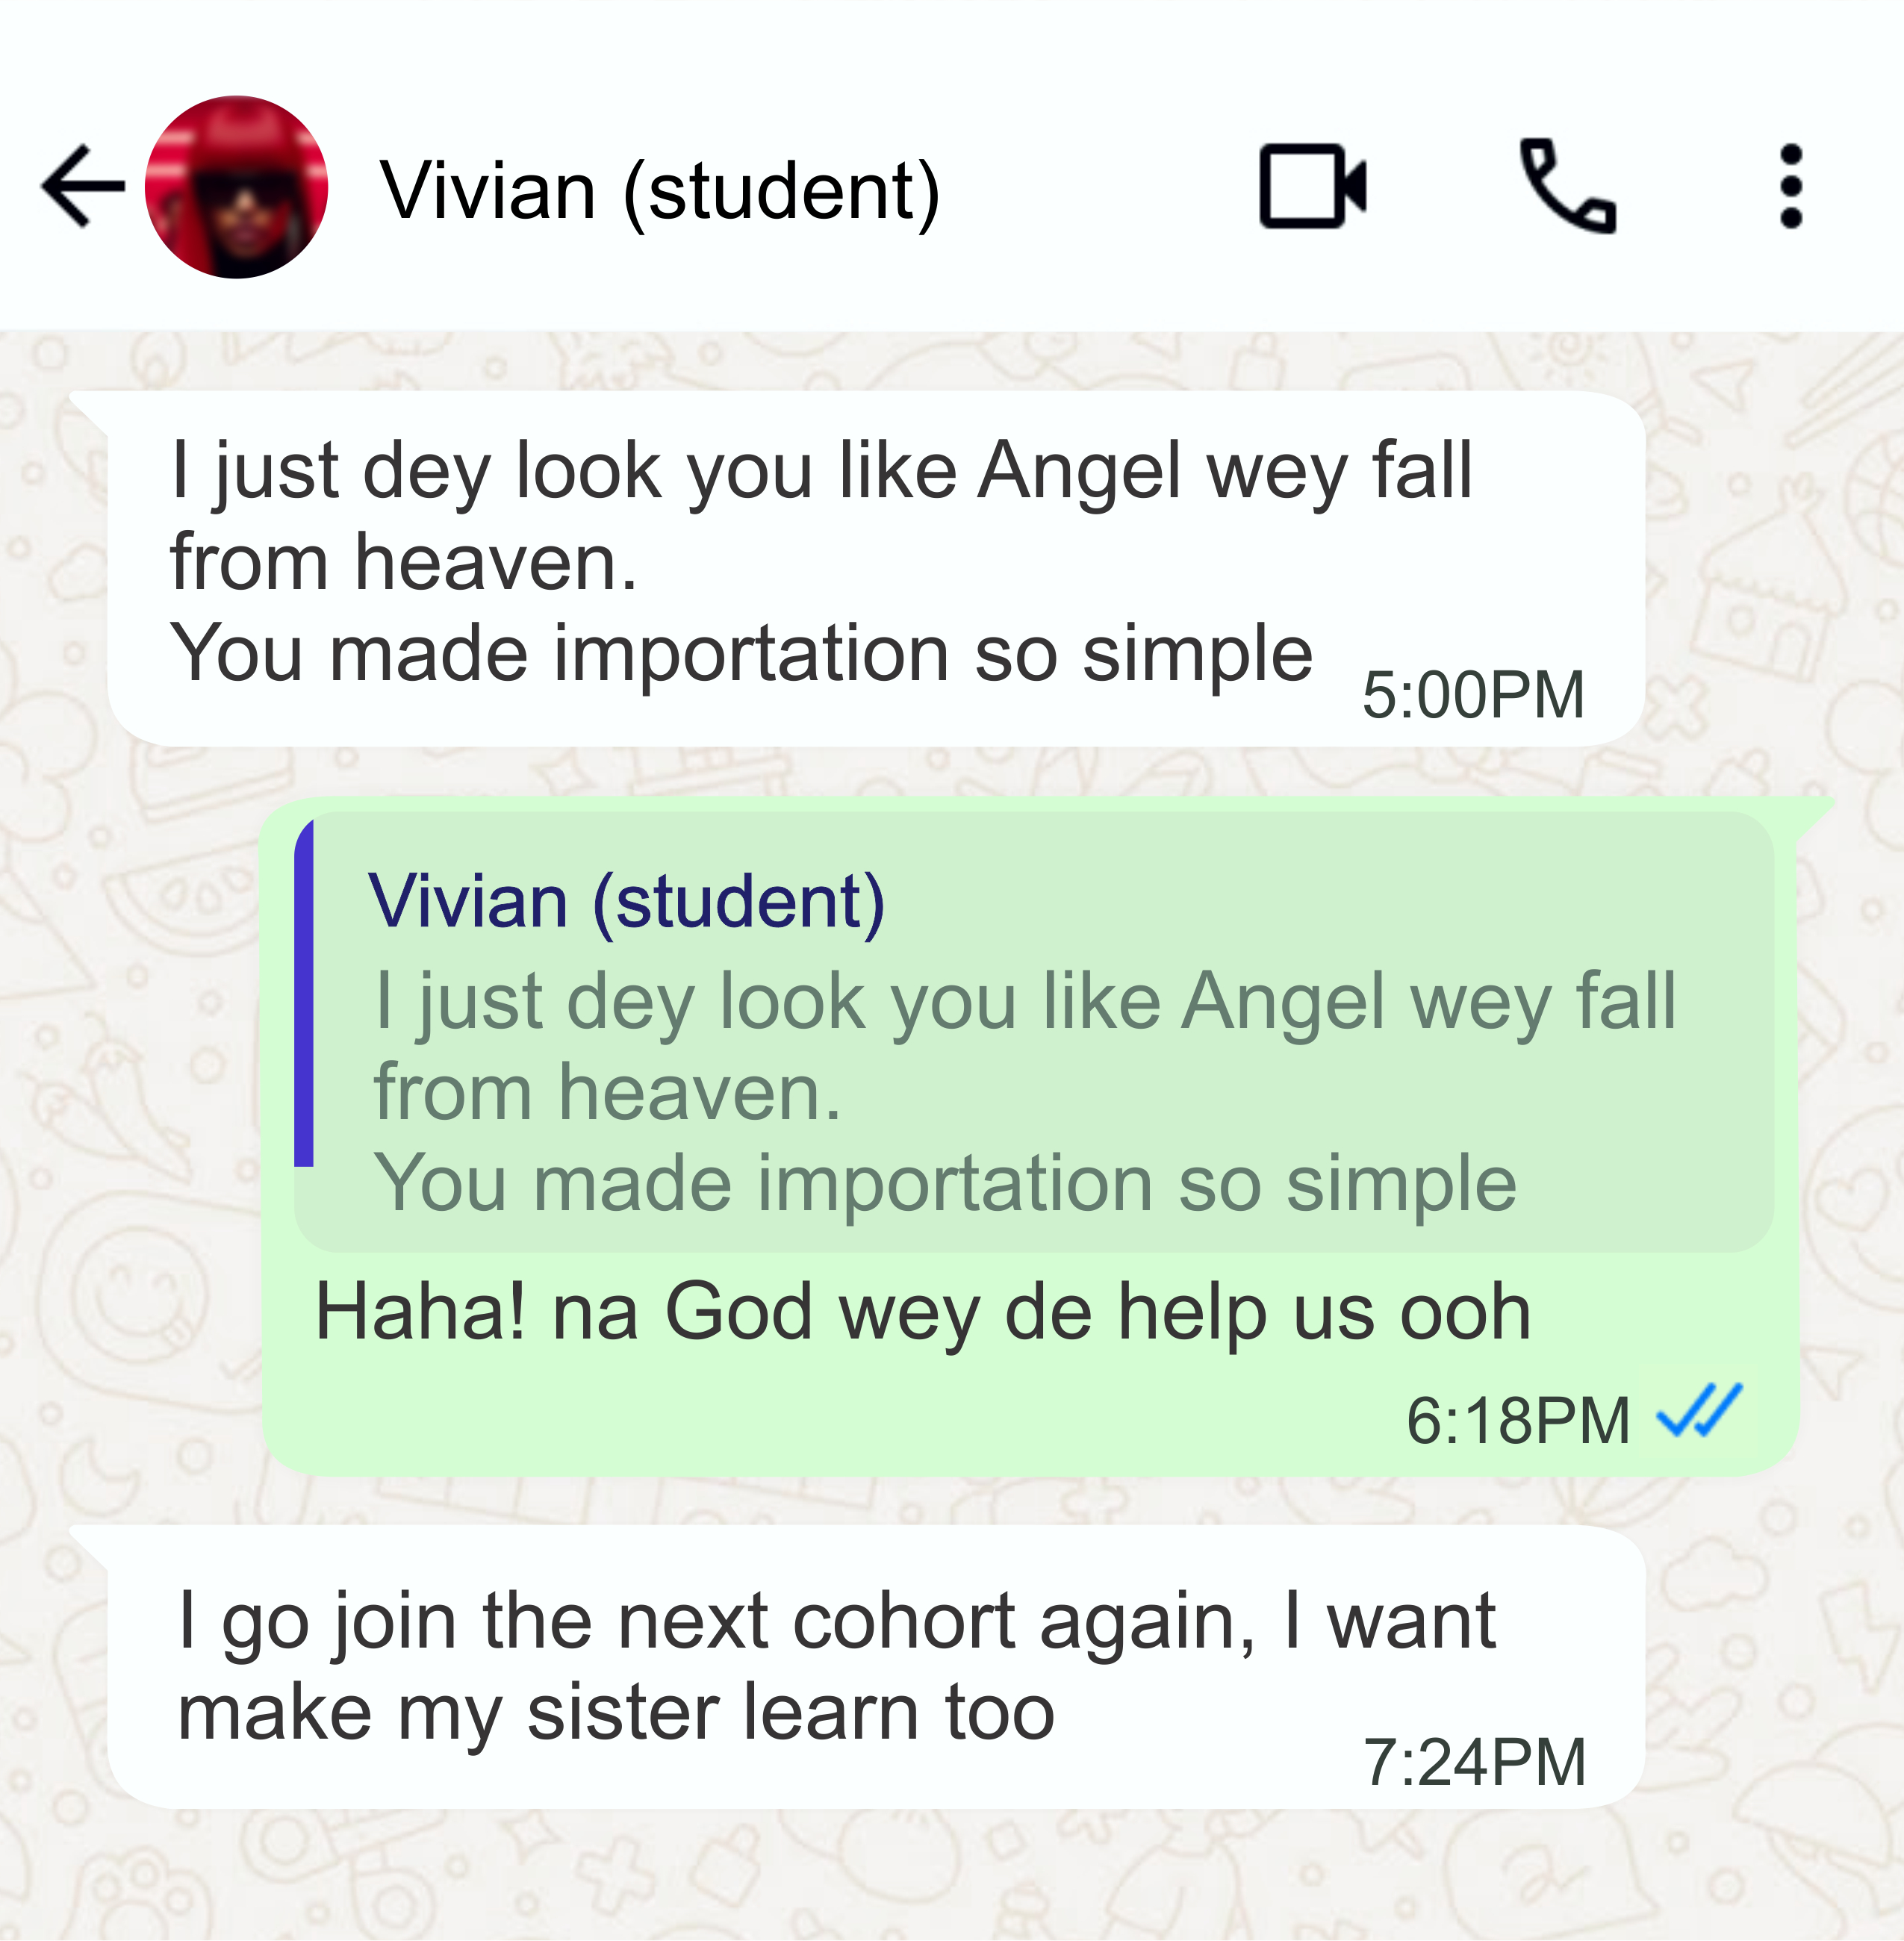 Vivian (student)
I just dey look you like Angel wey fall
from heaven.
You made importation so simple
5:00PM
Vivian (student)
I just dey look you like Angel wey fall
from heaven.
You made importation so simple
Haha! na God wey de help us ooh
6:18PM
I go join the next cohort again, I want
make my sister learn too
7:24PM